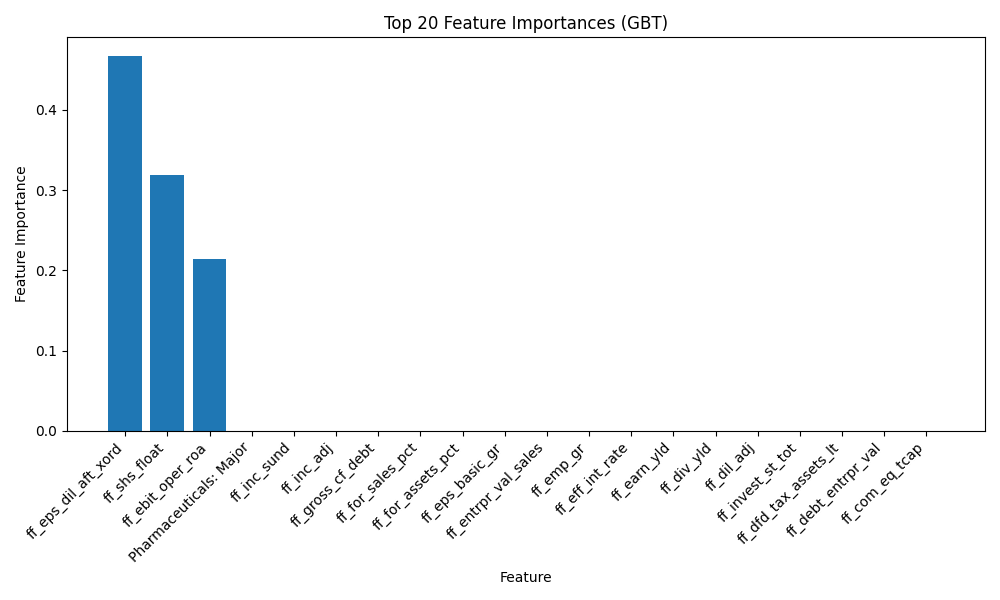 Top 20 Feature Importances (GBT)
Feature Importance
0.4
0.3
0.2
0.1
0.0
ff_eps_dil_aft_xord
ff_shs_float
ff_ebit_oper_roa
Pharmaceuticals: Major
ff_inc_sund
ff_inc_adj
ff_gross_cf_debt
ff_for_sales_pct
ff_for_assets_pct
ff_eps_basic_gr
ff_entrpr_val_sales
ff_emp_gr
ff_eff_int_rate
ff_earn_yld
ff_div_yld
ff_dil_adj
ff_invest_st_tot
ff_dfd_tax_assets_lt
ff_debt_entrpr_val
ff_com_eq_tcap
Feature